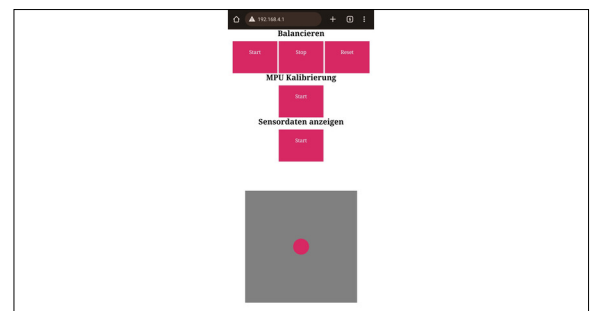 192.168.4.1
Balancieren
Start Stop Reset
MPU Kalibrierung
Start
Sensordaten anzeigen
Start